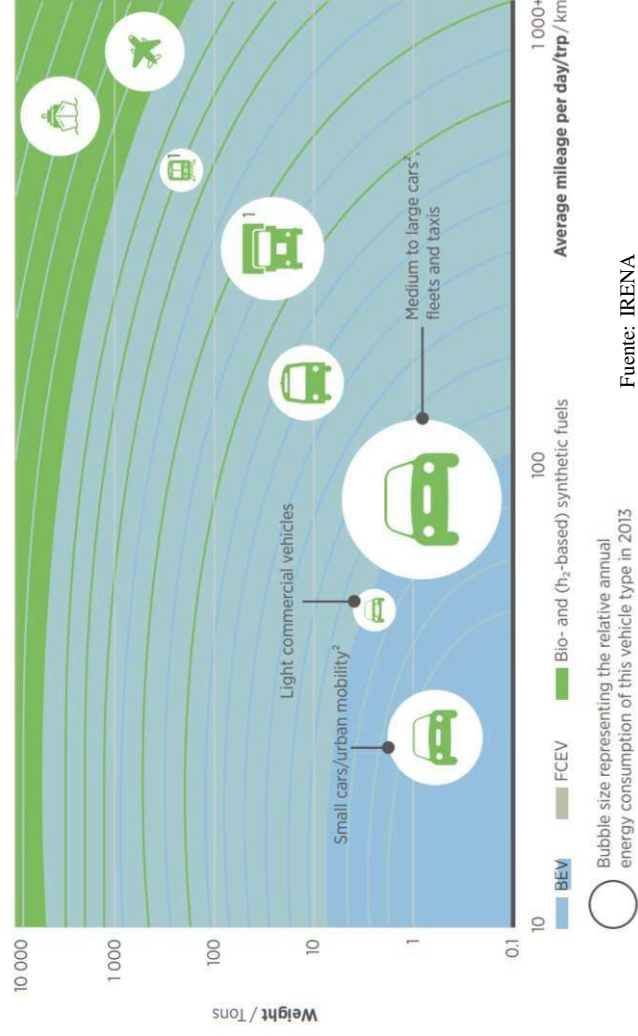 Weight / Tons
10 000
1 000
100
10
1
0.1
1
1
Light commercial vehicles
Small cars/urban mobility²
Medium to large cars²,
fleets and taxis
10
100
1 000+
Average mileage per day/trp / km
BEV
FCEV
Bio- and (h₂-based) synthetic fuels
Bubble size representing the relative annual
energy consumption of this vehicle type in 2013
Fuente: IRENA